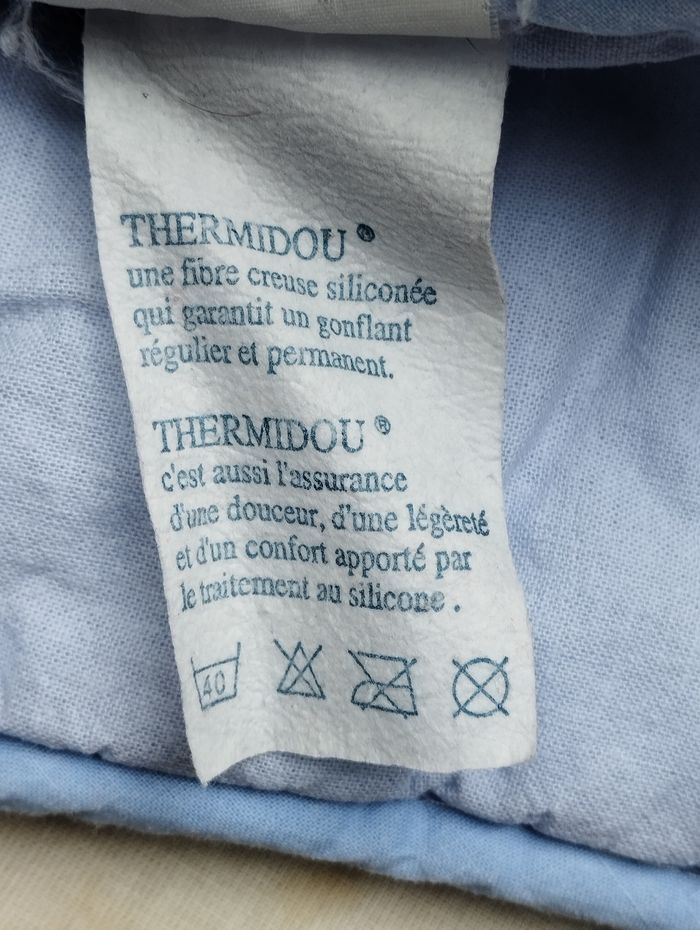 THERMIDOU ®
une fibre creuse siliconée
qui garantit un gonflant
régulier et permanent.
THERMIDOU ®
c'est aussi l'assurance
d'une douceur, d'une légèreté
et d'un confort apporté par
le traitement au silicone .
40